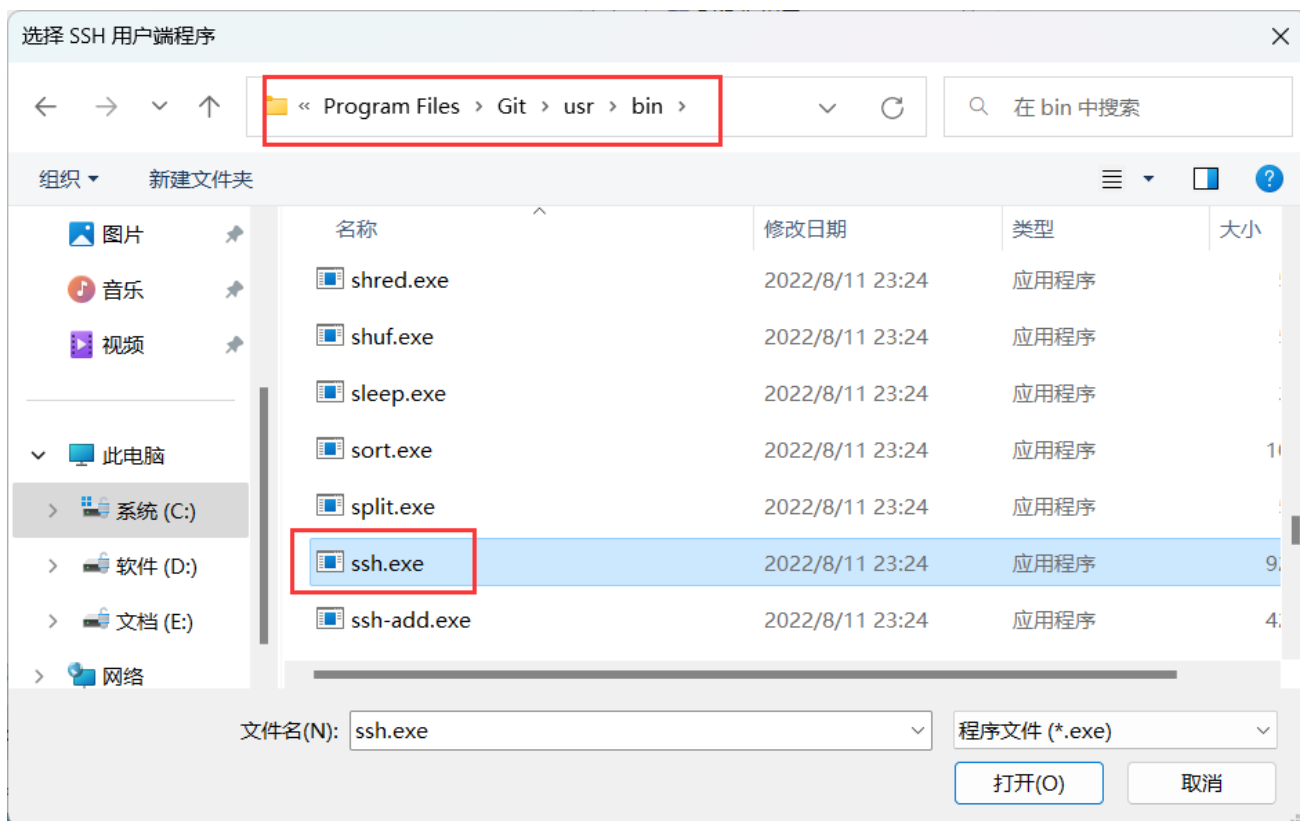 选择 SSH 用户端程序
« Program Files > Git > usr > bin >
在 bin 中搜索
组织
新建文件夹
名称 修改日期 类型 大小
图片
音乐
视频
此电脑
系统 (C:)
软件 (D:)
文档 (E:)
网络
shred.exe 2022/8/11 23:24 应用程序
shuf.exe 2022/8/11 23:24 应用程序
sleep.exe 2022/8/11 23:24 应用程序
sort.exe 2022/8/11 23:24 应用程序
split.exe 2022/8/11 23:24 应用程序
ssh.exe 2022/8/11 23:24 应用程序
ssh-add.exe 2022/8/11 23:24 应用程序
文件名(N): ssh.exe
程序文件 (*.exe)
打开(O)
取消